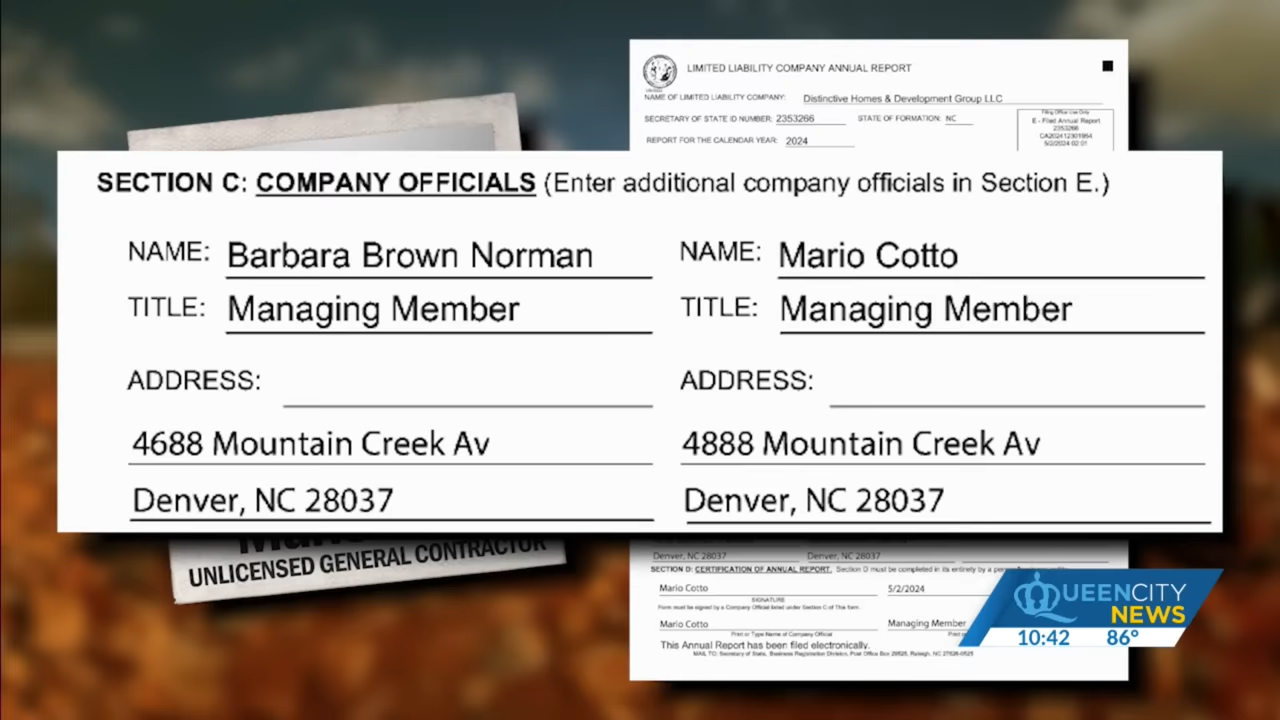 LIMITED LIABILITY COMPANY ANNUAL REPORT
NAME OF LIMITED LIABILITY COMPANY: Distinctive Homes & Development Group LLC
SECRETARY OF STATE ID NUMBER: 2353266 STATE OF FORMATION: NC
REPORT FOR THE CALENDAR YEAR: 2024
Filing Office Use Only
E - Filed Annual Report
2353266
CA202412301954
5/2/2024 02:01
SECTION C: COMPANY OFFICIALS (Enter additional company officials in Section E.)
NAME: Barbara Brown Norman NAME: Mario Cotto
TITLE: Managing Member TITLE: Managing Member
ADDRESS: ADDRESS:
4688 Mountain Creek Av 4888 Mountain Creek Av
Denver, NC 28037 Denver, NC 28037
UNLICENSED GENERAL CONTRACTOR
Denver, NC 28037 Denver, NC 28037
SECTION D: CERTIFICATION OF ANNUAL REPORT. Section D must be completed in its entirety by a
Mario Cotto 5/2/2024
SIGNATURE
Form must be signed by a Company Official listed under Section C of This form.
Mario Cotto Managing Member
Print or Type Name of Company Official
This Annual Report has been filed electronically.
MAIL TO: Secretary of State, Business Registration Division, Post Office Box 29525, Raleigh, NC 27626-0525
QUEEN CITY
NEWS
10:42 86°